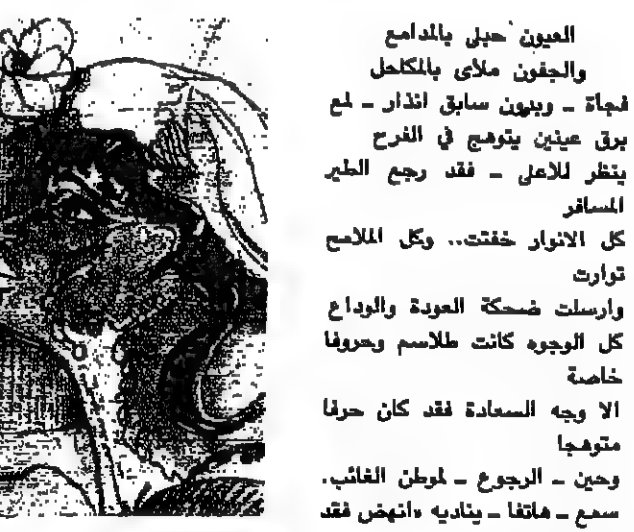 العيون حبلى بالمدامع
والجفون ملأى بالمكاحل
فجأة ـ وبدون سابق انذار ـ لمع
برق عينين يتوهج في الفرح
ينظر للاعلى ـ فقد رجع الطير
المسافر
كل الانوار خفتت.. وكل الملامح
توارت
وارسلت ضحكة العودة والوداع
كل الوجوه كانت طلاسم وحروفا
خاصة
الا وجه السعادة فقد كان حرفا
متوهجا
وحين ـ الرجوع ـ لموطن الغائب.
سمع ـ هاتفا ـ يناديه «انهض فقد